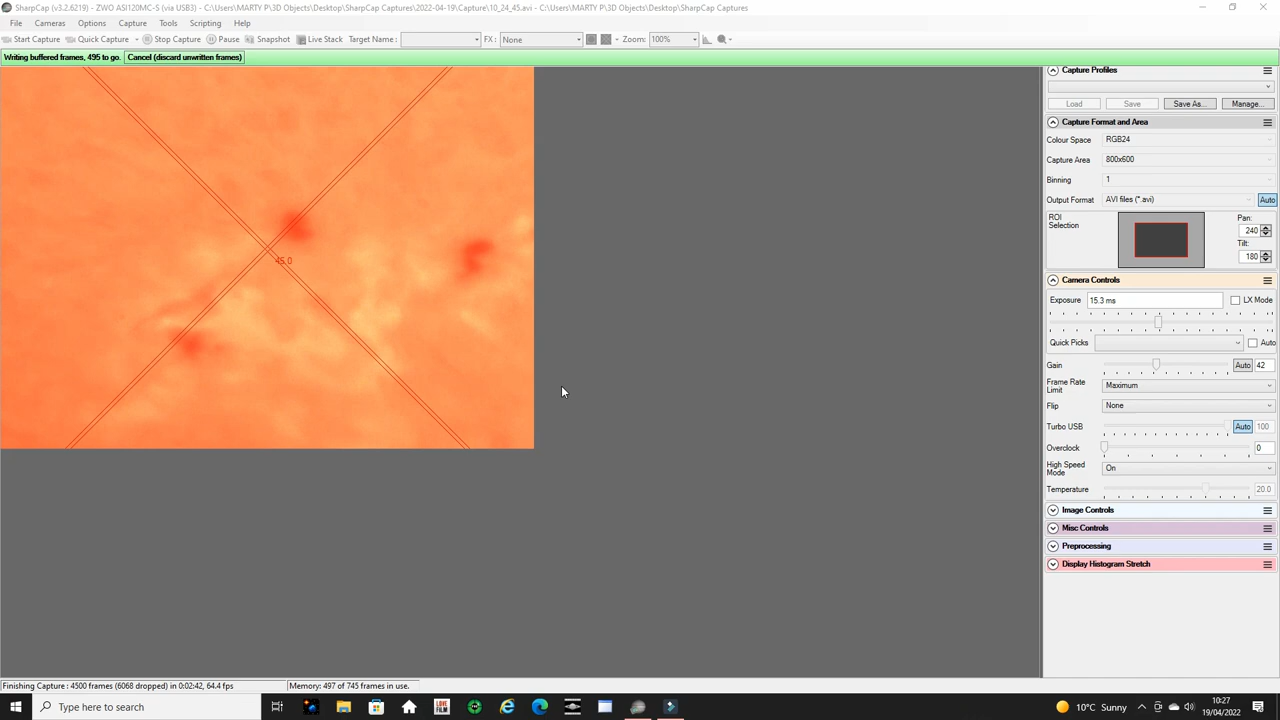 SharpCap (v3.2.6219) - ZWO ASI120MC-S (via USB3) - C:\Users\MARTY P\3D Objects\Desktop\SharpCap Captures\2022-04-19\Capture\10_24_45.avi - C:\Users\MARTY P\3D Objects\Desktop\SharpCap Captures
File Cameras Options Capture Tools Scripting Help
Start Capture Quick Capture Stop Capture Pause Snapshot Live Stack Target Name : FX : None Zoom: 100%
Writing buffered frames, 495 to go. Cancel (discard unwritten frames)
45.0
Capture Profiles
Load Save Save As... Manage...
Capture Format and Area
Colour Space RGB24
Capture Area 800x600
Binning 1
Output Format AVI files (*.avi) Auto
ROI Selection Pan: 240
Tilt: 180
Camera Controls
Exposure 15.3 ms LX Mode
Quick Picks Auto
Gain Auto 42
Frame Rate Limit Maximum
Flip None
Turbo USB Auto 100
Overclock 0
High Speed Mode On
Temperature 20.0
Image Controls
Misc Controls
Preprocessing
Display Histogram Stretch
Finishing Capture : 4500 frames (6068 dropped) in 0:02:42, 64.4 fps Memory: 497 of 745 frames in use.
Type here to search LOVE FILM 10°C Sunny 10:27
19/04/2022